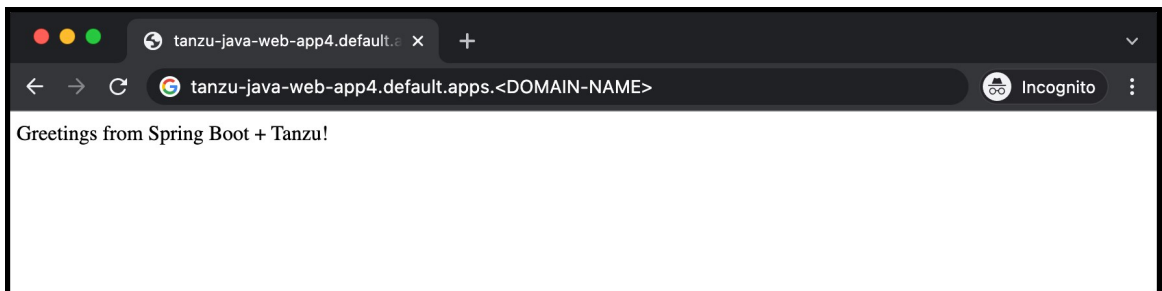 tanzu-java-web-app4.default.a
tanzu-java-web-app4.default.apps.<DOMAIN-NAME>
Incognito
Greetings from Spring Boot + Tanzu!